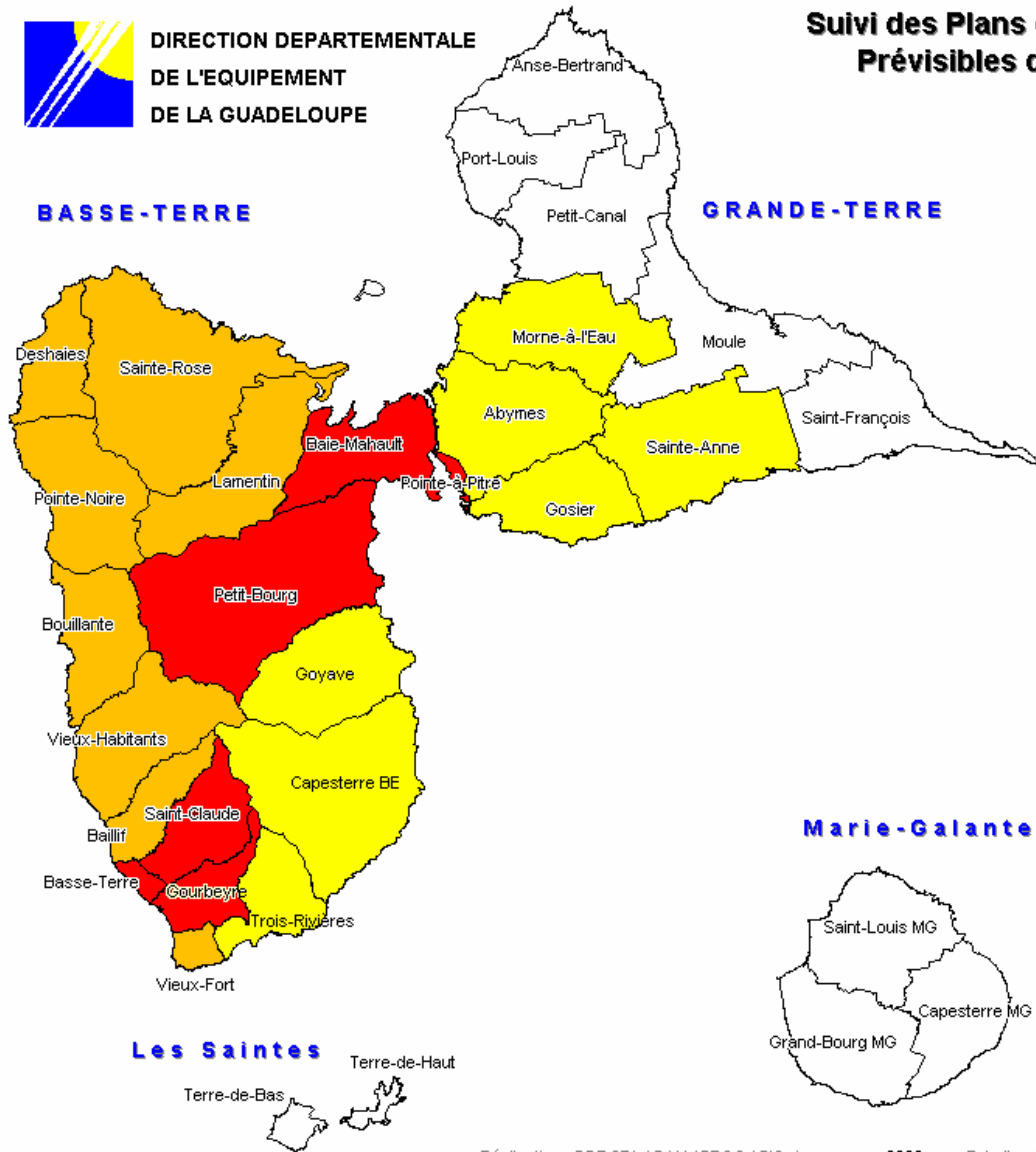 DIRECTION DEPARTEMENTALE
DE L'EQUIPEMENT
DE LA GUADELOUPE
Suivi des Plans
Prévisibles
Anse-Bertrand
Port-Louis
BASSE-TERRE
Petit-Canal
GRANDE-TERRE
Deshaies
Sainte-Rose
Morne-à-l'Eau
Moule
Abymes
Saint-François
Baie-Mahault
Sainte-Anne
Lamentin
Pointe-à-Pitre
Pointe-Noire
Gosier
Petit-Bourg
Bouillante
Goyave
Vieux-Habitants
Capesterre BE
Saint-Claude
Baillif
Marie-Galante
Basse-Terre
Gourbeyre
Trois-Rivières
Saint-Louis MG
Vieux-Fort
Capesterre MG
Grand-Bourg MG
Les Saintes
Terre-de-Haut
Terre-de-Bas